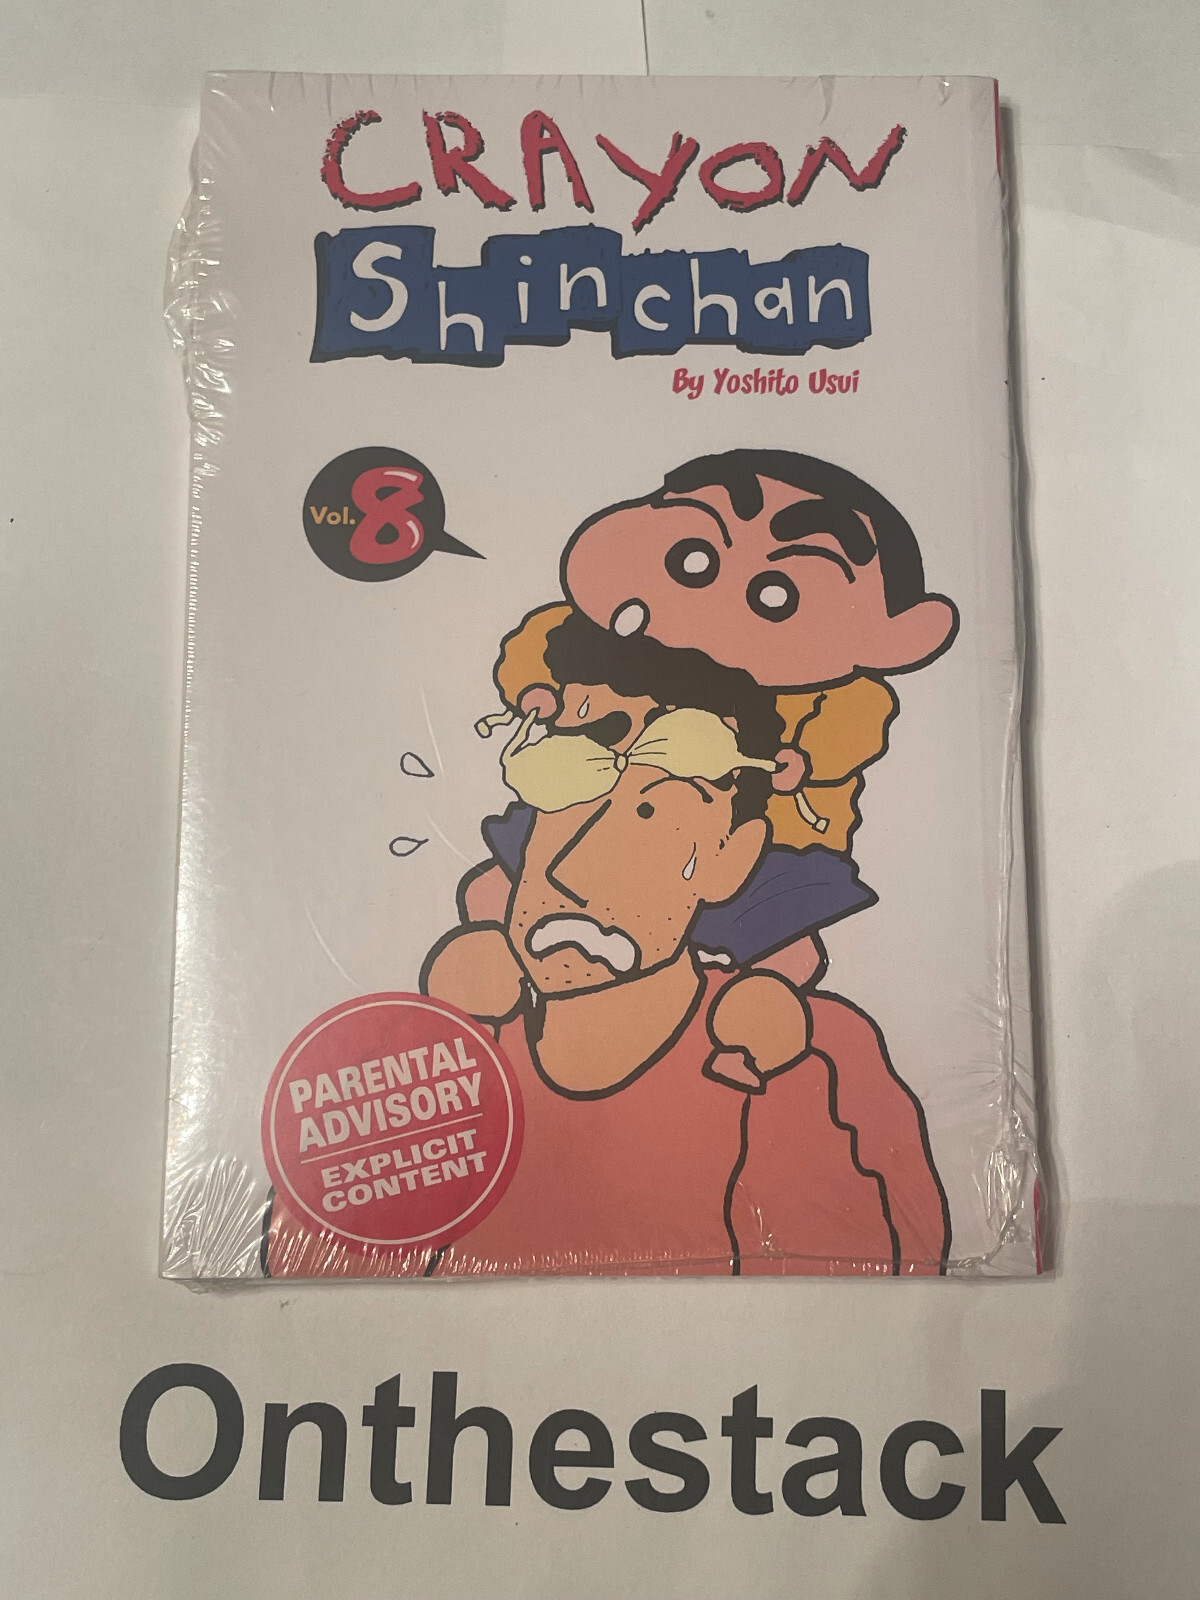 CRAYON
Shinchan
By Yoshito Usui
Vol. 8
PARENTAL
ADVISORY
EXPLICIT
CONTENT
Onthestack